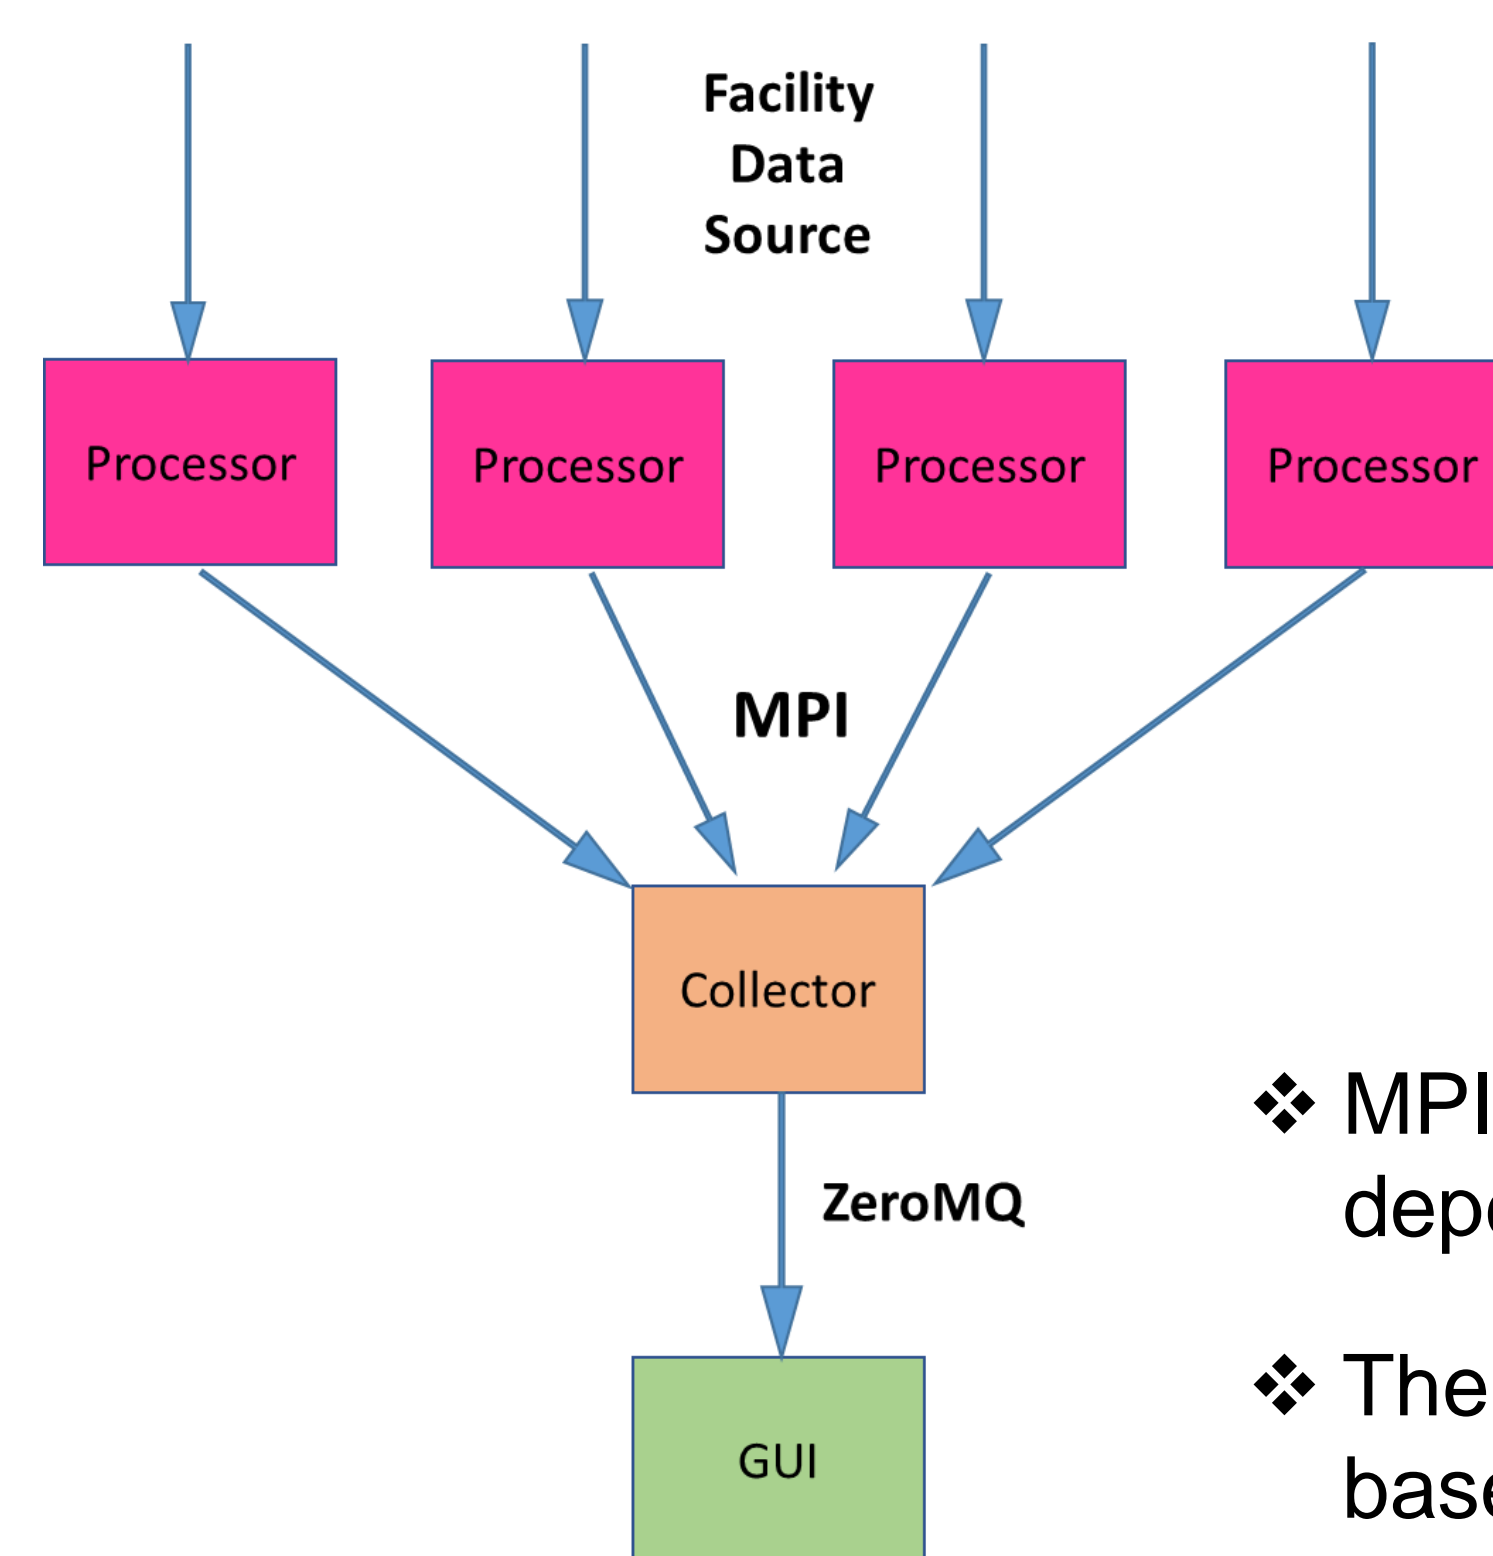 Facility
Data
Source
Processor Processor Processor Processor
MPI
Collector
ZeroMQ
GUI
❖ MPI
❖ The